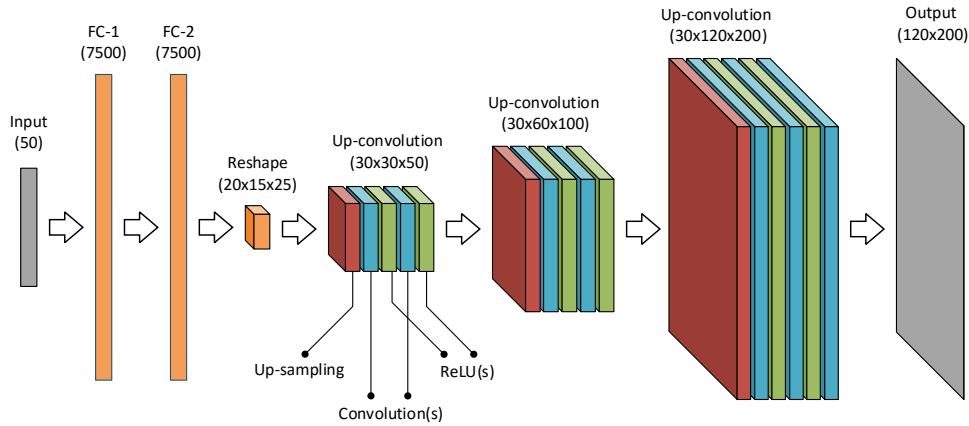 Input
(50)
FC-1
(7500)
FC-2
(7500)
Reshape
(20x15x25)
Up-convolution
(30x30x50)
Up-convolution
(30x60x100)
Up-convolution
(30x120x200)
Output
(120x200)
Up-sampling
Convolution(s)
ReLU(s)